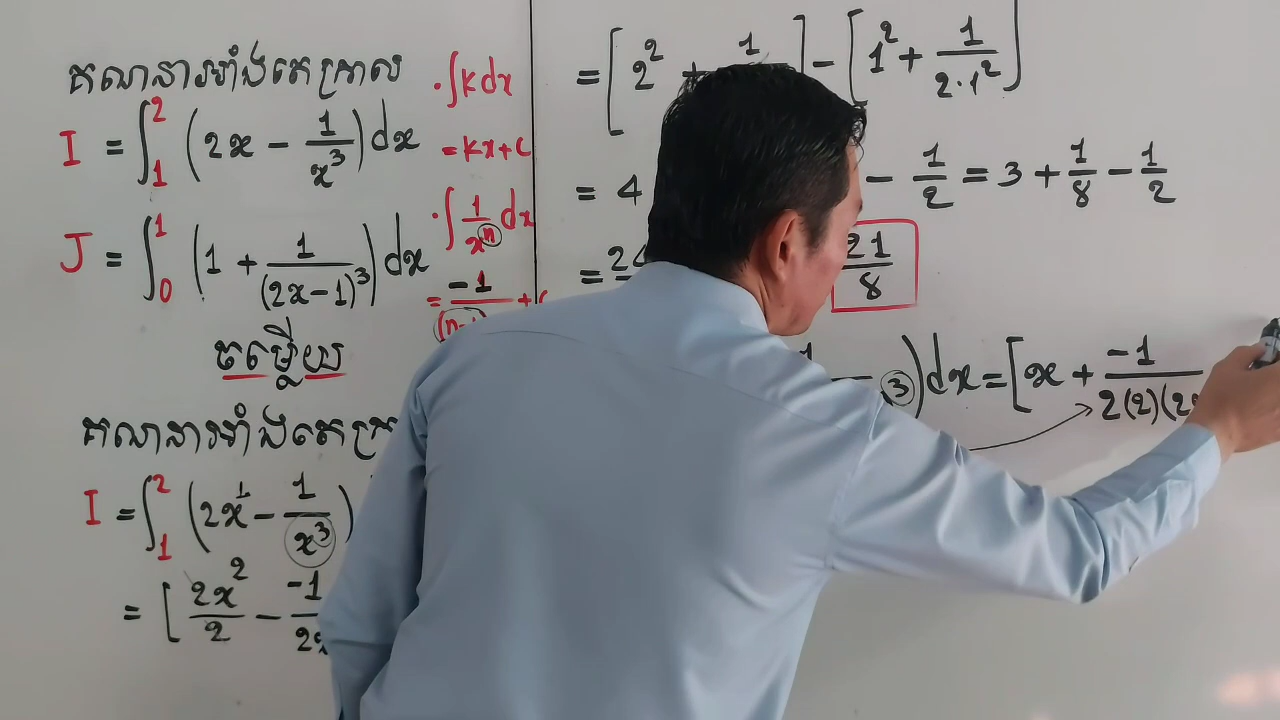 គណនាអាំងតេក្រាល
I = ∫₁² (2x − 1/x³) dx
J = ∫₀¹ (1 + 1/(2x−1)³) dx
· ∫k dx
= kx + c
· ∫ 1/xⁿ dx
= −1/(n-
ចម្លើយ
គណនាអាំងតេក្រ
I = ∫₁² (2x¹ − 1/x³)
= [ 2x²/2 − −1/2x
= [2² + 1 ] − [1² + 1/(2·1²)]
= 4 − 1/2 = 3 + 1/8 − 1/2
= 24 21/8
3 ) dx = [x + −1/(2(2)(2x